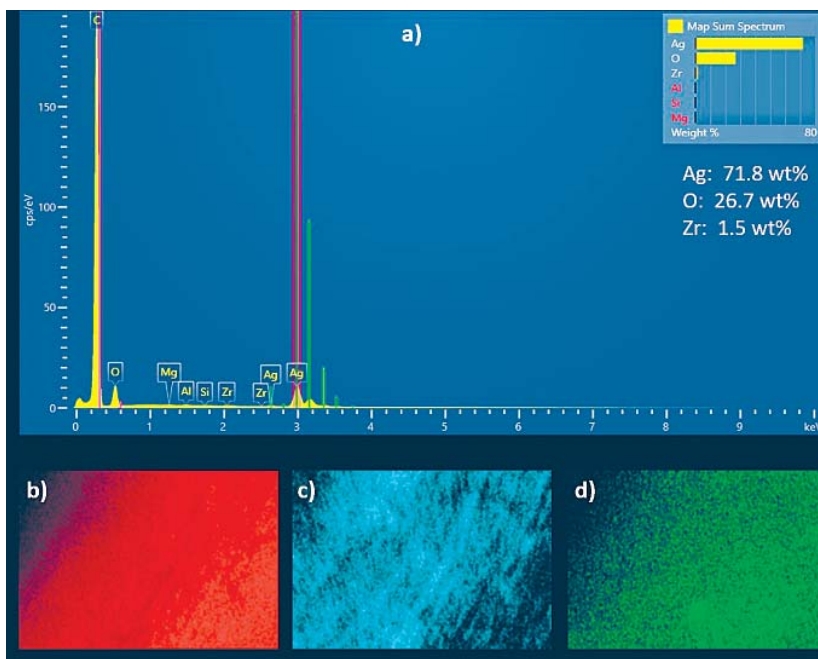 a)
C
Map Sum Spectrum
Ag
O
Zr
Al
Si
Mg
Weight % 80
Ag: 71.8 wt%
O: 26.7 wt%
Zr: 1.5 wt%
cps/eV
150
100
50
0
O
Mg
Al
Si
Zr
Zr
Ag
Ag
0 1 2 3 4 5 6 7 8 9 keV
b)
c)
d)